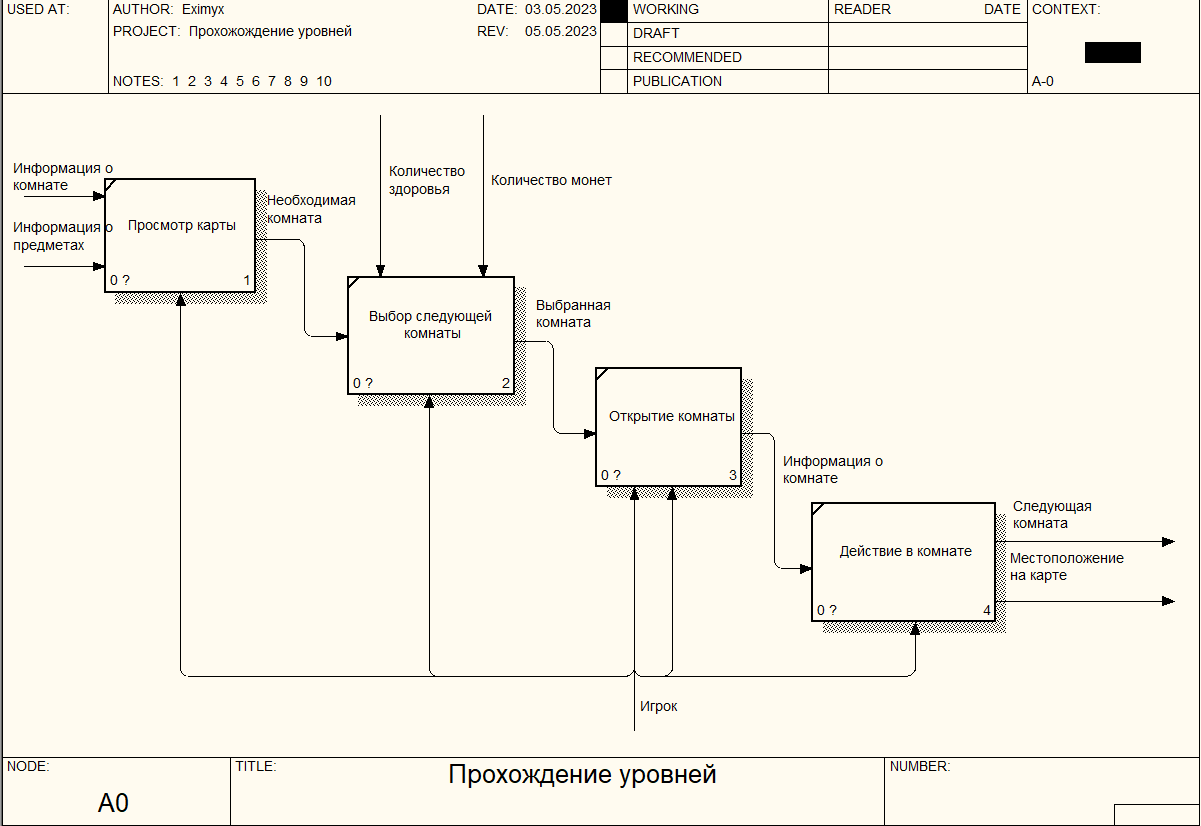 USED AT:
AUTHOR: Eximyx
DATE: 03.05.2023
WORKING
READER
DATE
CONTEXT:
PROJECT: Прохожождение уровней
REV: 05.05.2023
DRAFT
RECOMMENDED
NOTES: 1 2 3 4 5 6 7 8 9 10
PUBLICATION
A-0
Информация о
комнате
Информация о
предметах
Просмотр карты
0 ?
1
Необходимая
комната
Количество
здоровья
Количество монет
Выбор следующей
комнаты
0 ?
2
Выбранная
комната
Открытие комнаты
0 ?
3
Информация о
комнате
Действие в комнате
0 ?
4
Следующая
комната
Местоположение
на карте
Игрок
NODE:
A0
TITLE:
Прохождение уровней
NUMBER: